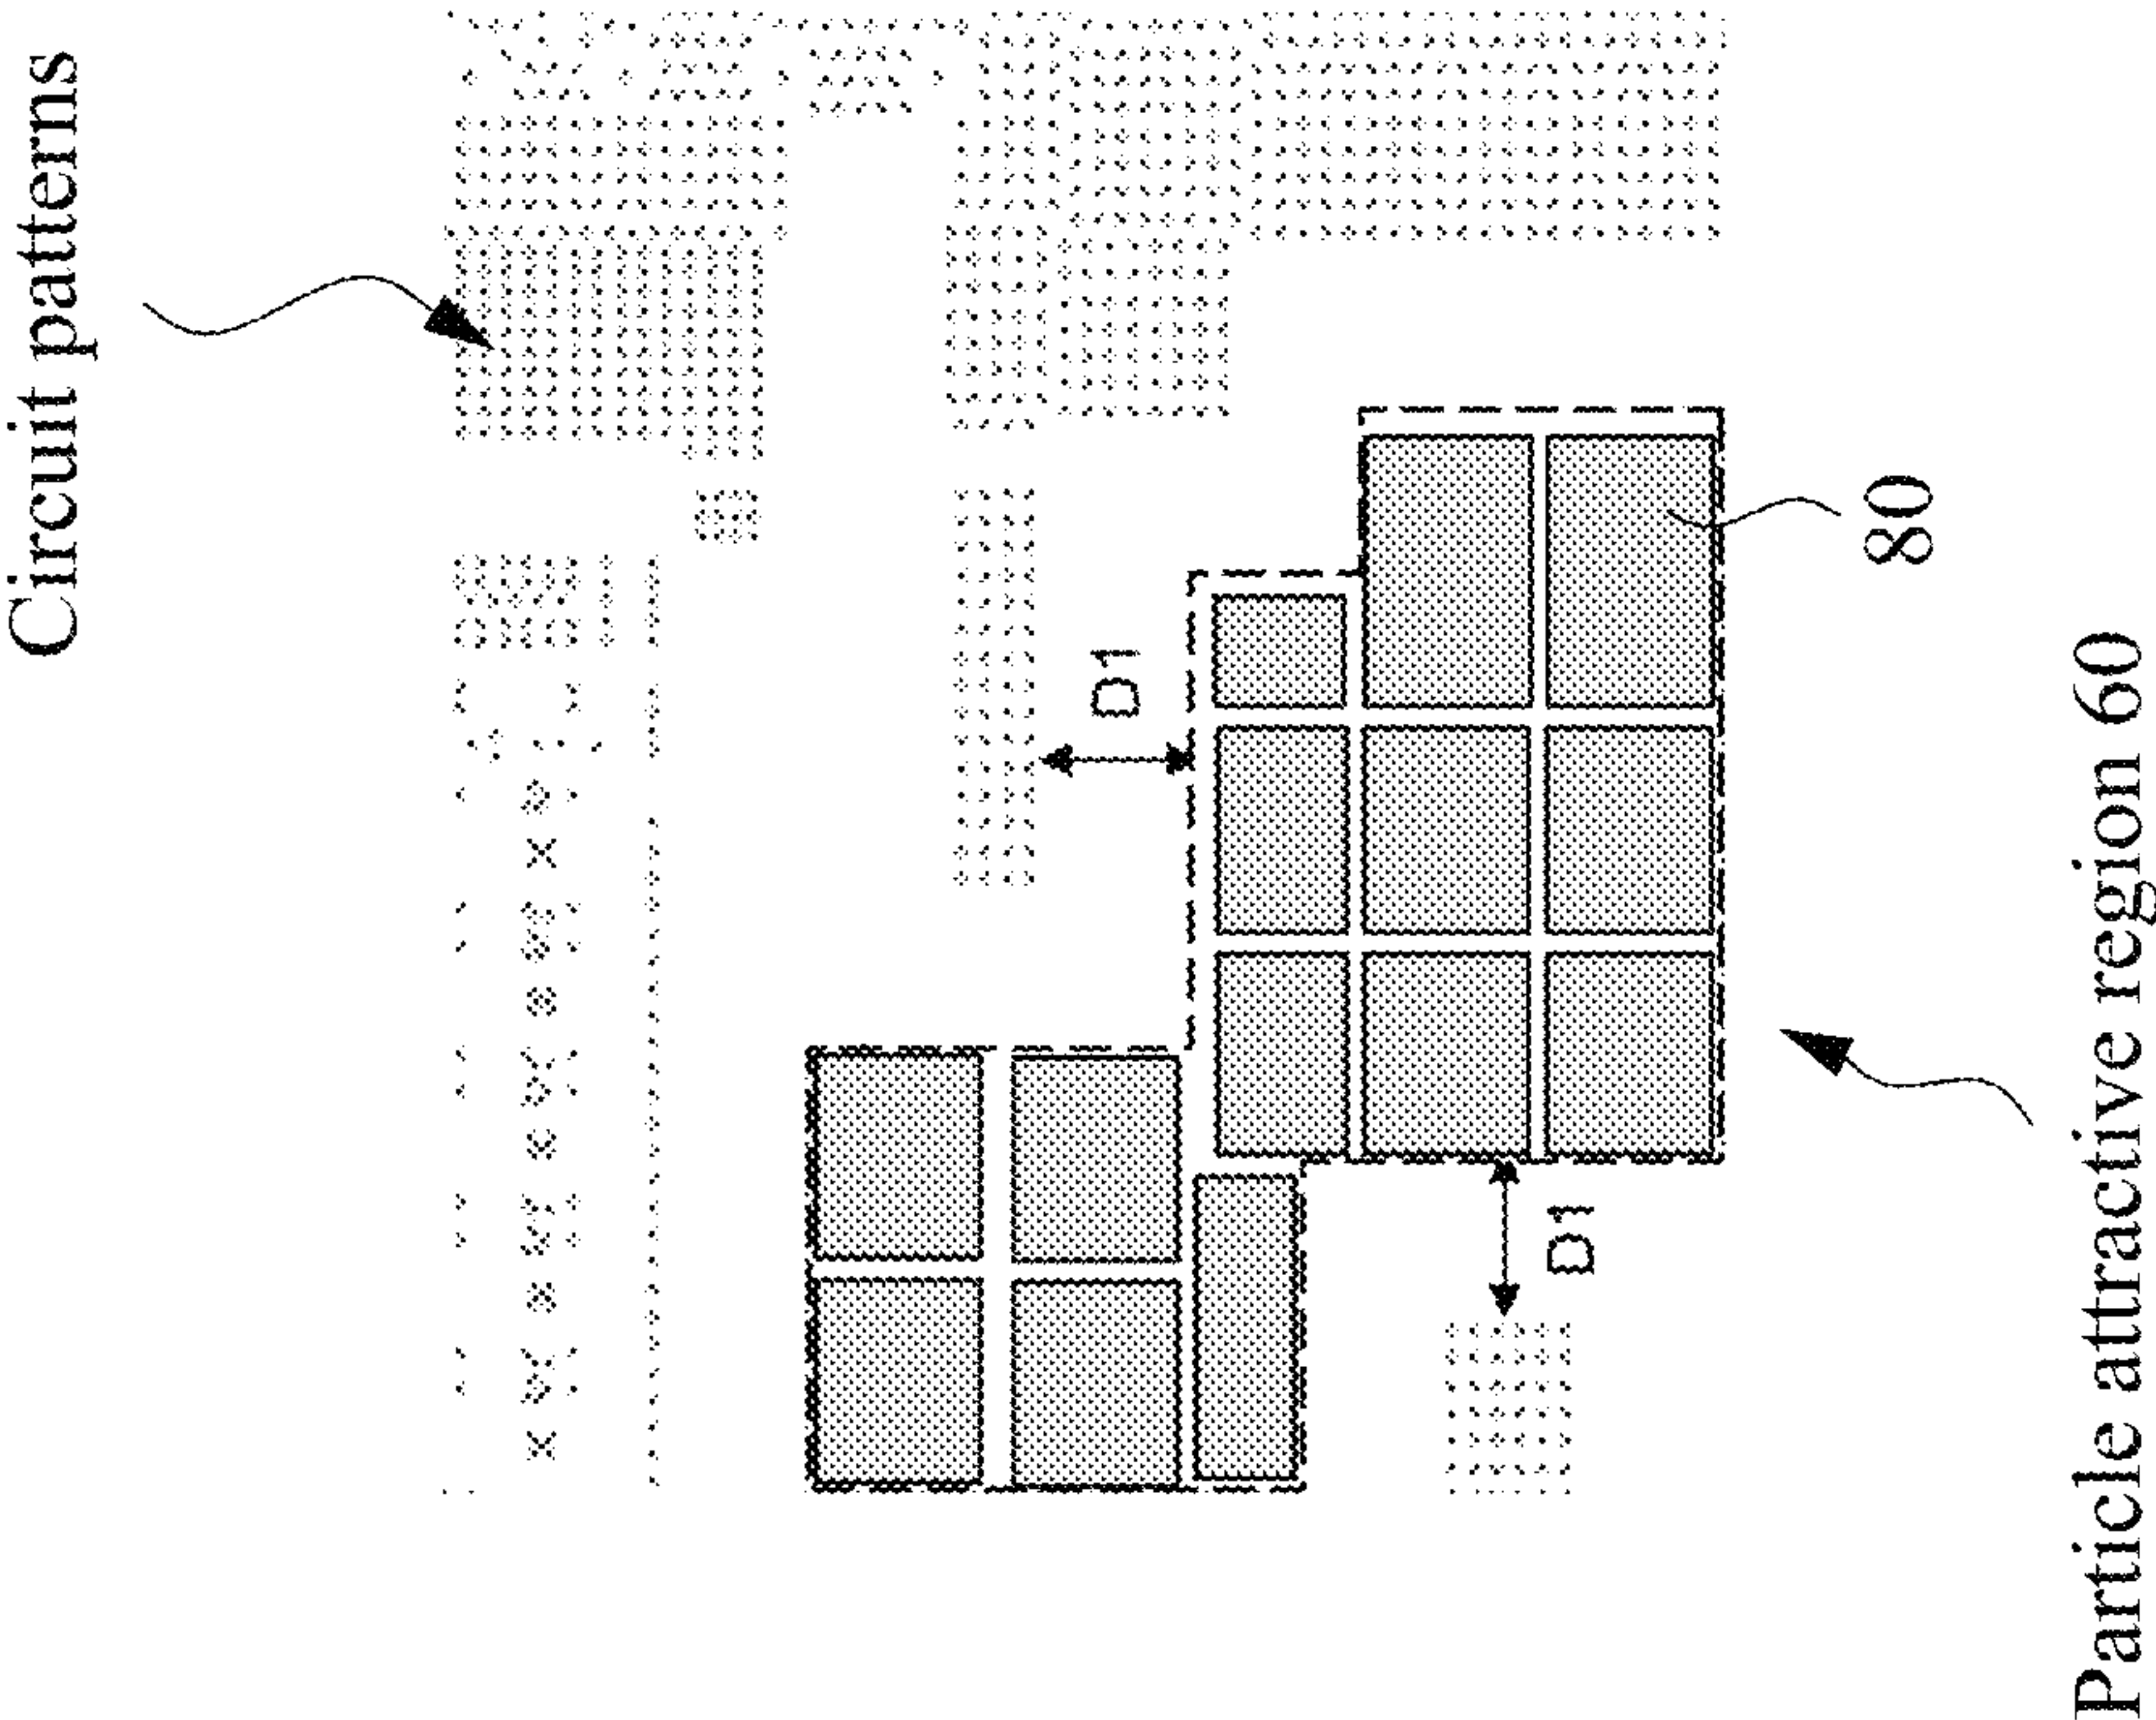 Circuit patterns
D1
D1
80
Particle attractive region 60